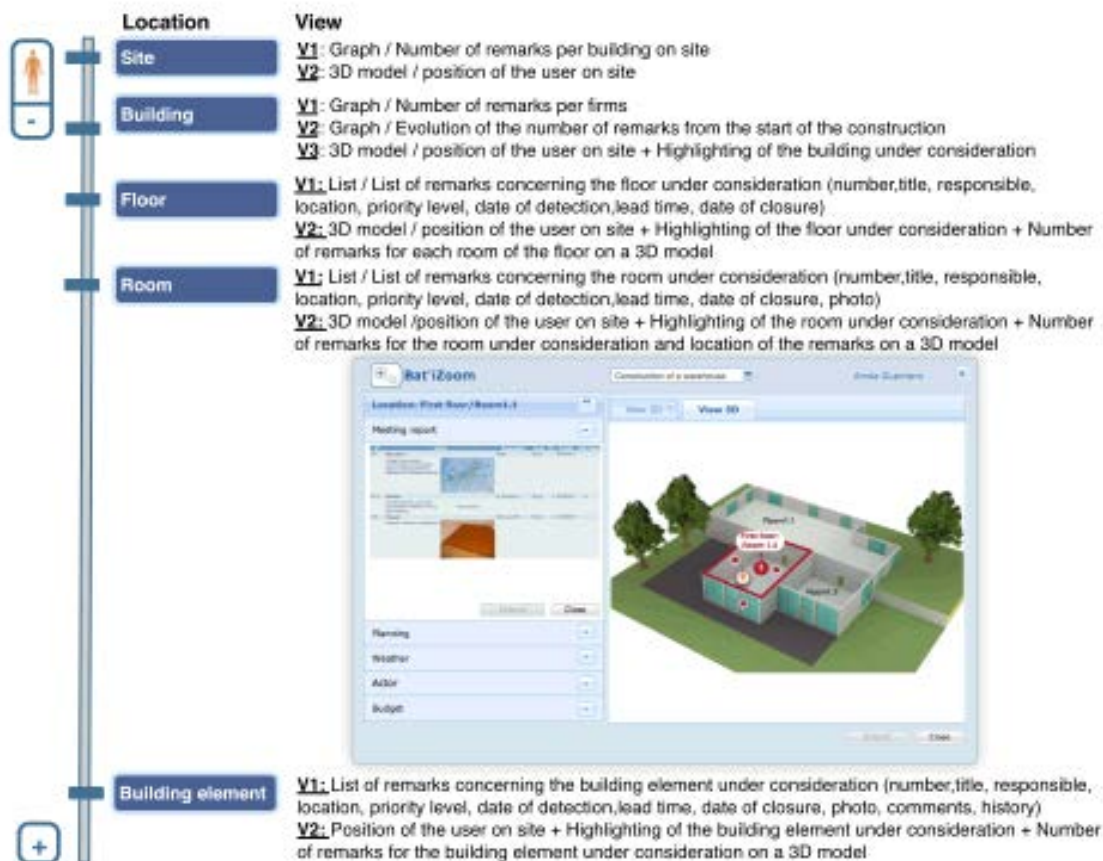 Location View
Site
V1: Graph / Number of remarks per building on site
V2: 3D model / position of the user on site
-
Building
V1: Graph / Number of remarks per firms
V2: Graph / Evolution of the number of remarks from the start of the construction
V3: 3D model / position of the user on site + Highlighting of the building under consideration
Floor
V1: List / List of remarks concerning the floor under consideration (number,title, responsible,
location, priority level, date of detection,lead time, date of closure)
V2: 3D model / position of the user on site + Highlighting of the floor under consideration + Number
of remarks for each room of the floor on a 3D model
Room
V1: List / List of remarks concerning the room under consideration (number,title, responsible,
location, priority level, date of detection,lead time, date of closure, photo)
V2: 3D model /position of the user on site + Highlighting of the room under consideration + Number
of remarks for the room under consideration and location of the remarks on a 3D model
Bat'iZoom
Construction of a warehouse
Location: First floor/Room1.1
View 2D View 3D
Meeting report
First floor
Close
Planning
Weather
Actor
Budget
Close
Building element
V1: List of remarks concerning the building element under consideration (number,title, responsible,
location, priority level, date of detection,lead time, date of closure, photo, comments, history)
V2: Position of the user on site + Highlighting of the building element under consideration + Number
of remarks for the building element under consideration on a 3D model
+